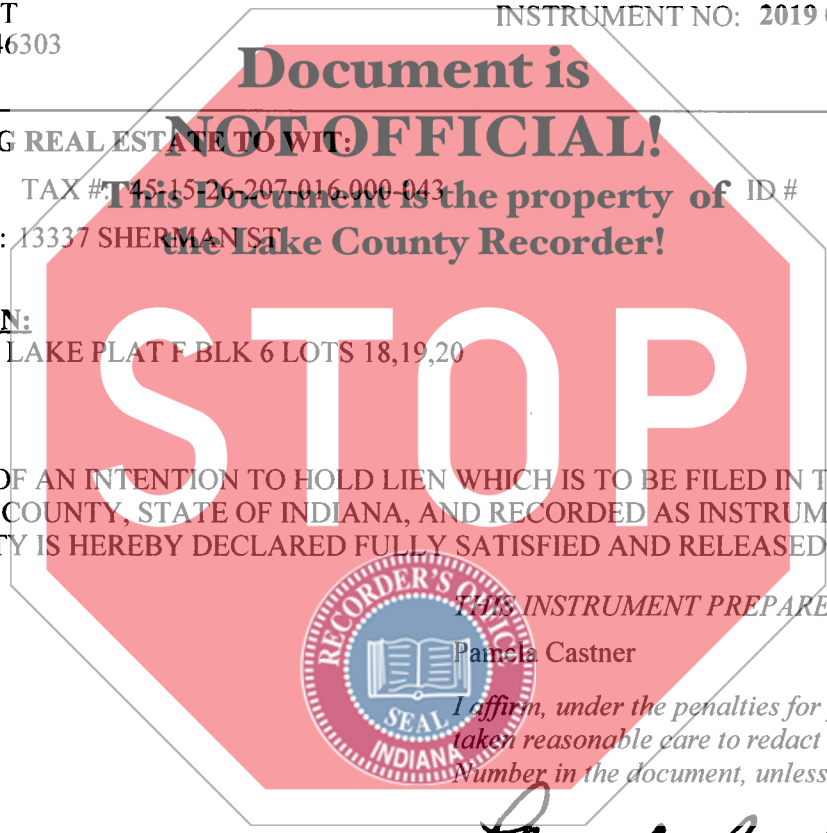 T
INSTRUMENT NO: 2019
46303
Document is
NOT OFFICIAL!
G REAL ESTATE TO WIT:
TAX #: 45-15-26-207-016.000-043
ID #
This Document is the property of
: 13337 SHERMAN ST
the Lake County Recorder!
N:
LAKE PLAT F BLK 6 LOTS 18,19,20
STOP
OF AN INTENTION TO HOLD LIEN WHICH IS TO BE FILED IN T
COUNTY, STATE OF INDIANA, AND RECORDED AS INSTRUM
TY IS HEREBY DECLARED FULLY SATISFIED AND RELEASED
RECORDER'S OFFICE
SEAL
INDIANA
THIS INSTRUMENT PREPARE
Pamela Castner
I affirm, under the penalties for
taken reasonable care to redact
Number in the document, unless